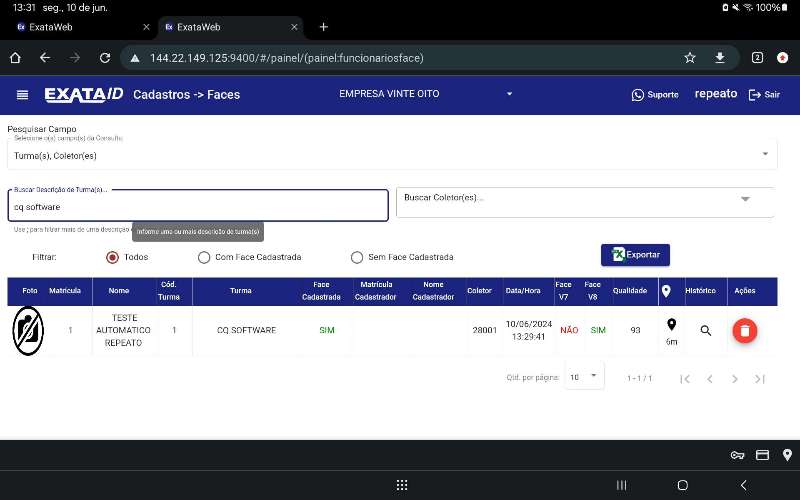 13:31 seg., 10 de jun.
100%
Ex ExataWeb
Ex ExataWeb
144.22.149.125:9400/#/painel/(painel:funcionariosface)
2
EXATAID Cadastros -> Faces
EMPRESA VINTE OITO
Suporte
repeato
Sair
Pesquisar Campo
Selecione o(s) campo(s) da Consulta
Turma(s), Coletor(es)
Buscar Descrição de Turma(s)...
cq software
Buscar Coletor(es)...
Use ; para filtrar mais de uma descrição
Informe uma ou mais descrição de turma(s)
Filtrar:
Todos
Com Face Cadastrada
Sem Face Cadastrada
Exportar
Foto
Matrícula
Nome
Cód. Turma
Turma
Face Cadastrada
Matrícula Cadastrador
Nome Cadastrador
Coletor
Data/Hora
Face V7
Face V8
Qualidade
Histórico
Ações
1
TESTE AUTOMATICO REPEATO
1
CQ.SOFTWARE
SIM
28001
10/06/2024 13:29:41
NÃO
SIM
93
6m
Qtd. por página:
10
1 - 1 / 1